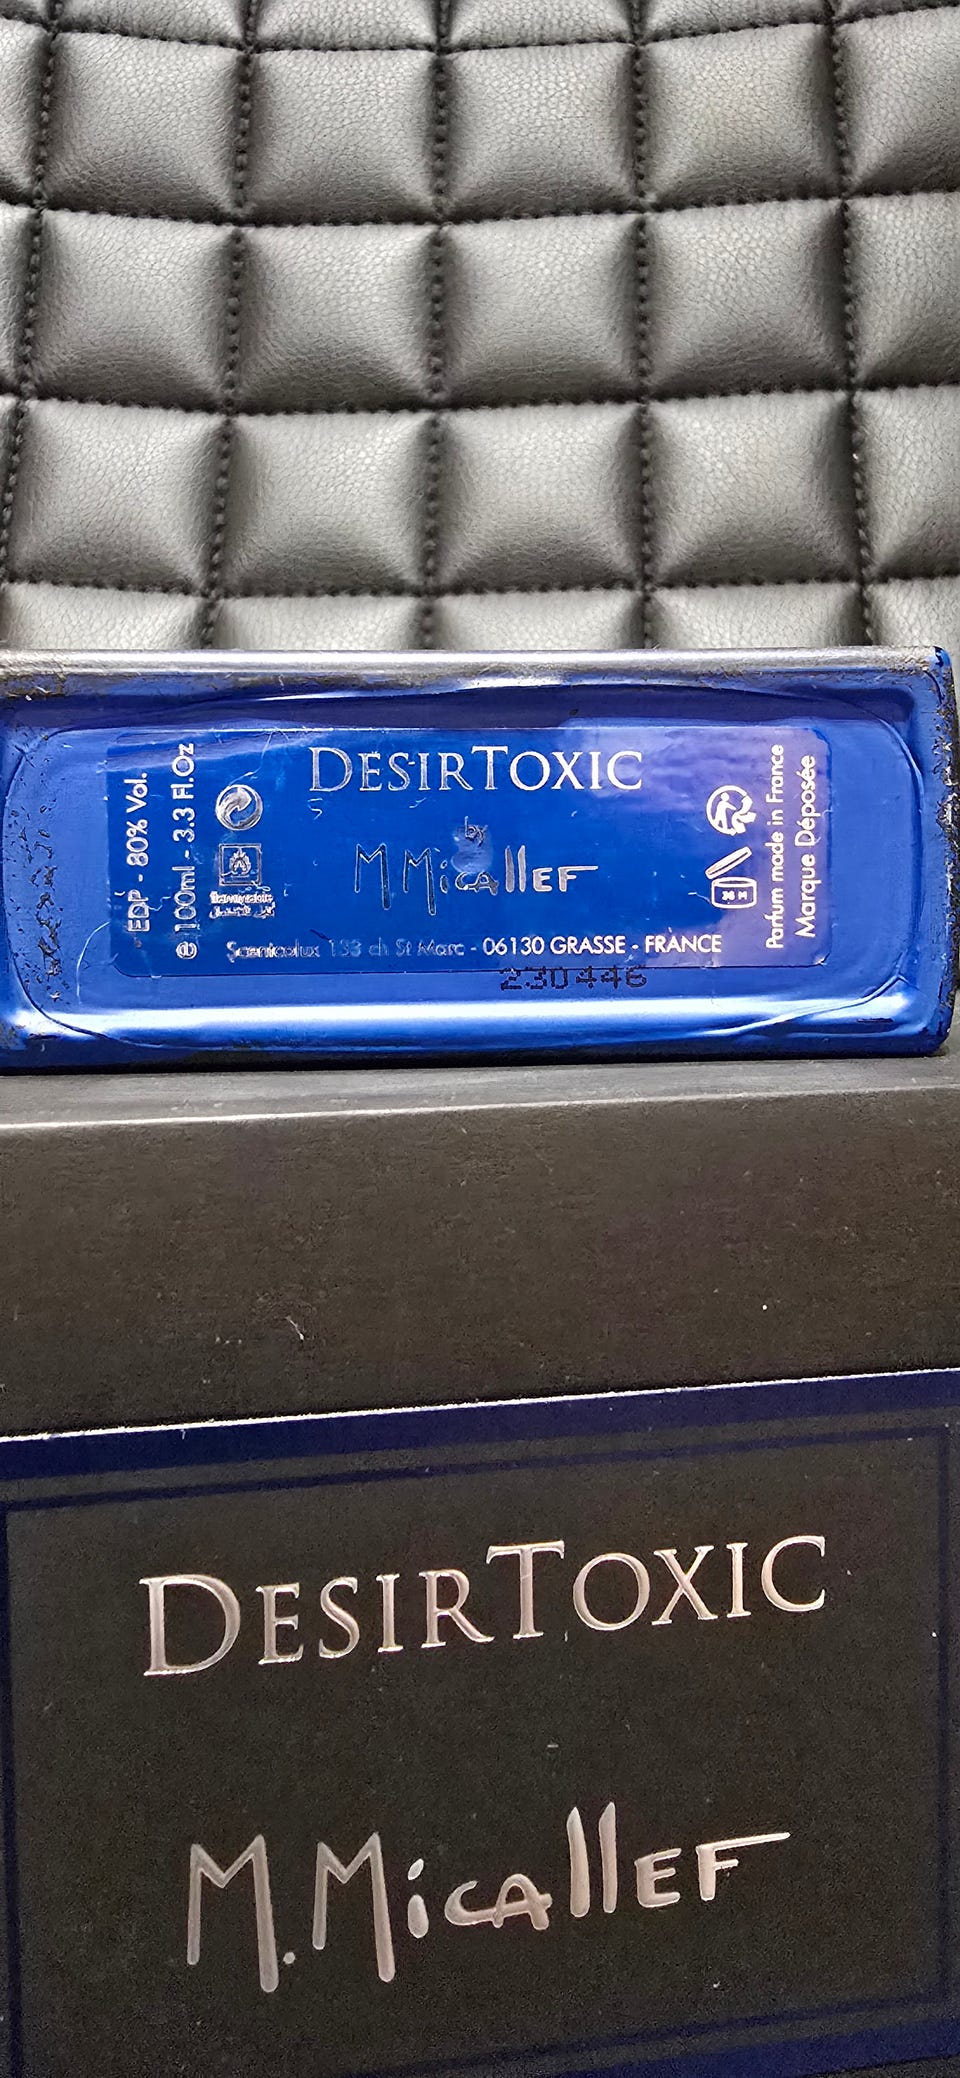 DESIRTOXIC
by
M.Micallef
EDP - 80% Vol.
100ml - 3.3 Fl.Oz
36 M
Parfum made in France
Marque Déposée
Scenicolux 133 ch St Marc - 06130 GRASSE - FRANCE
230446
DESIRTOXIC
M.Micallef